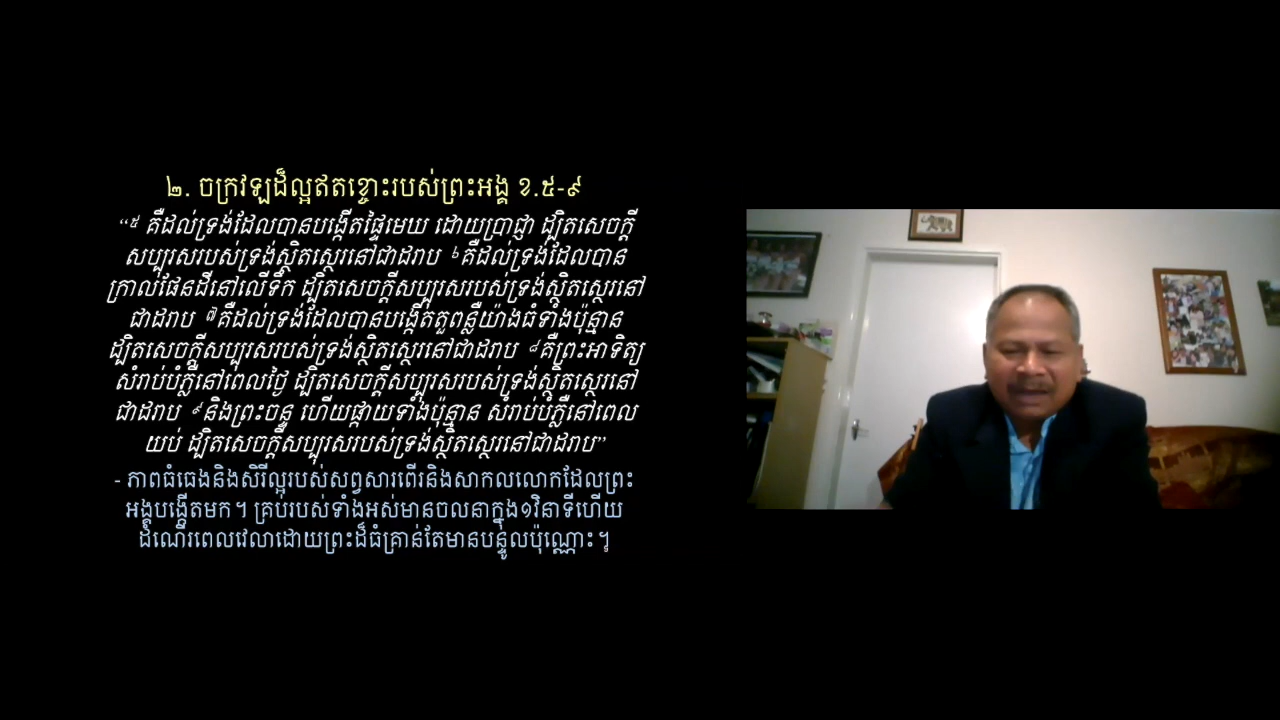 ២. ចក្រវឡដ៏ល្អឥតខ្ចោះរបស់ព្រះអង្គ ខ.៥-៩
“៥ គឺដល់ទ្រង់ដែលបានបង្កើតផ្ទៃមេឃ ដោយប្រាជ្ញា ដ្បិតសេចក្ដី
សប្បុរសរបស់ទ្រង់ស្ថិតស្ថេរនៅជាដរាប ៦គឺដល់ទ្រង់ដែលបាន
ក្រាលផែនដីនៅលើទឹក ដ្បិតសេចក្ដីសប្បុរសរបស់ទ្រង់ស្ថិតស្ថេរនៅ
ជាដរាប ៧គឺដល់ទ្រង់ដែលបានបង្កើតតួពន្លឺយ៉ាងធំទាំងប៉ុន្មាន
ដ្បិតសេចក្ដីសប្បុរសរបស់ទ្រង់ស្ថិតស្ថេរនៅជាដរាប ៨គឺព្រះអាទិត្យ
សំរាប់បំភ្លឺនៅពេលថ្ងៃ ដ្បិតសេចក្ដីសប្បុរសរបស់ទ្រង់ស្ថិតស្ថេរនៅ
ជាដរាប ៩និងព្រះចន្ទ ហើយផ្កាយទាំងប៉ុន្មាន សំរាប់បំភ្លឺនៅពេល
យប់ ដ្បិតសេចក្ដីសប្បុរសរបស់ទ្រង់ស្ថិតស្ថេរនៅជាដរាប”
- ភាពធំធេងនិងសិរីល្អរបស់សព្វសារពើរនិងសាកលលោកដែលព្រះ
អង្គបង្កើតមក។ គ្រប់របស់ទាំងអស់មានចលនាក្នុង១វិនាទីហើយ
ដំណើរពេលវេលាដោយព្រះដ៏ធំគ្រាន់តែមានបន្ទូលប៉ុណ្ណោះ។